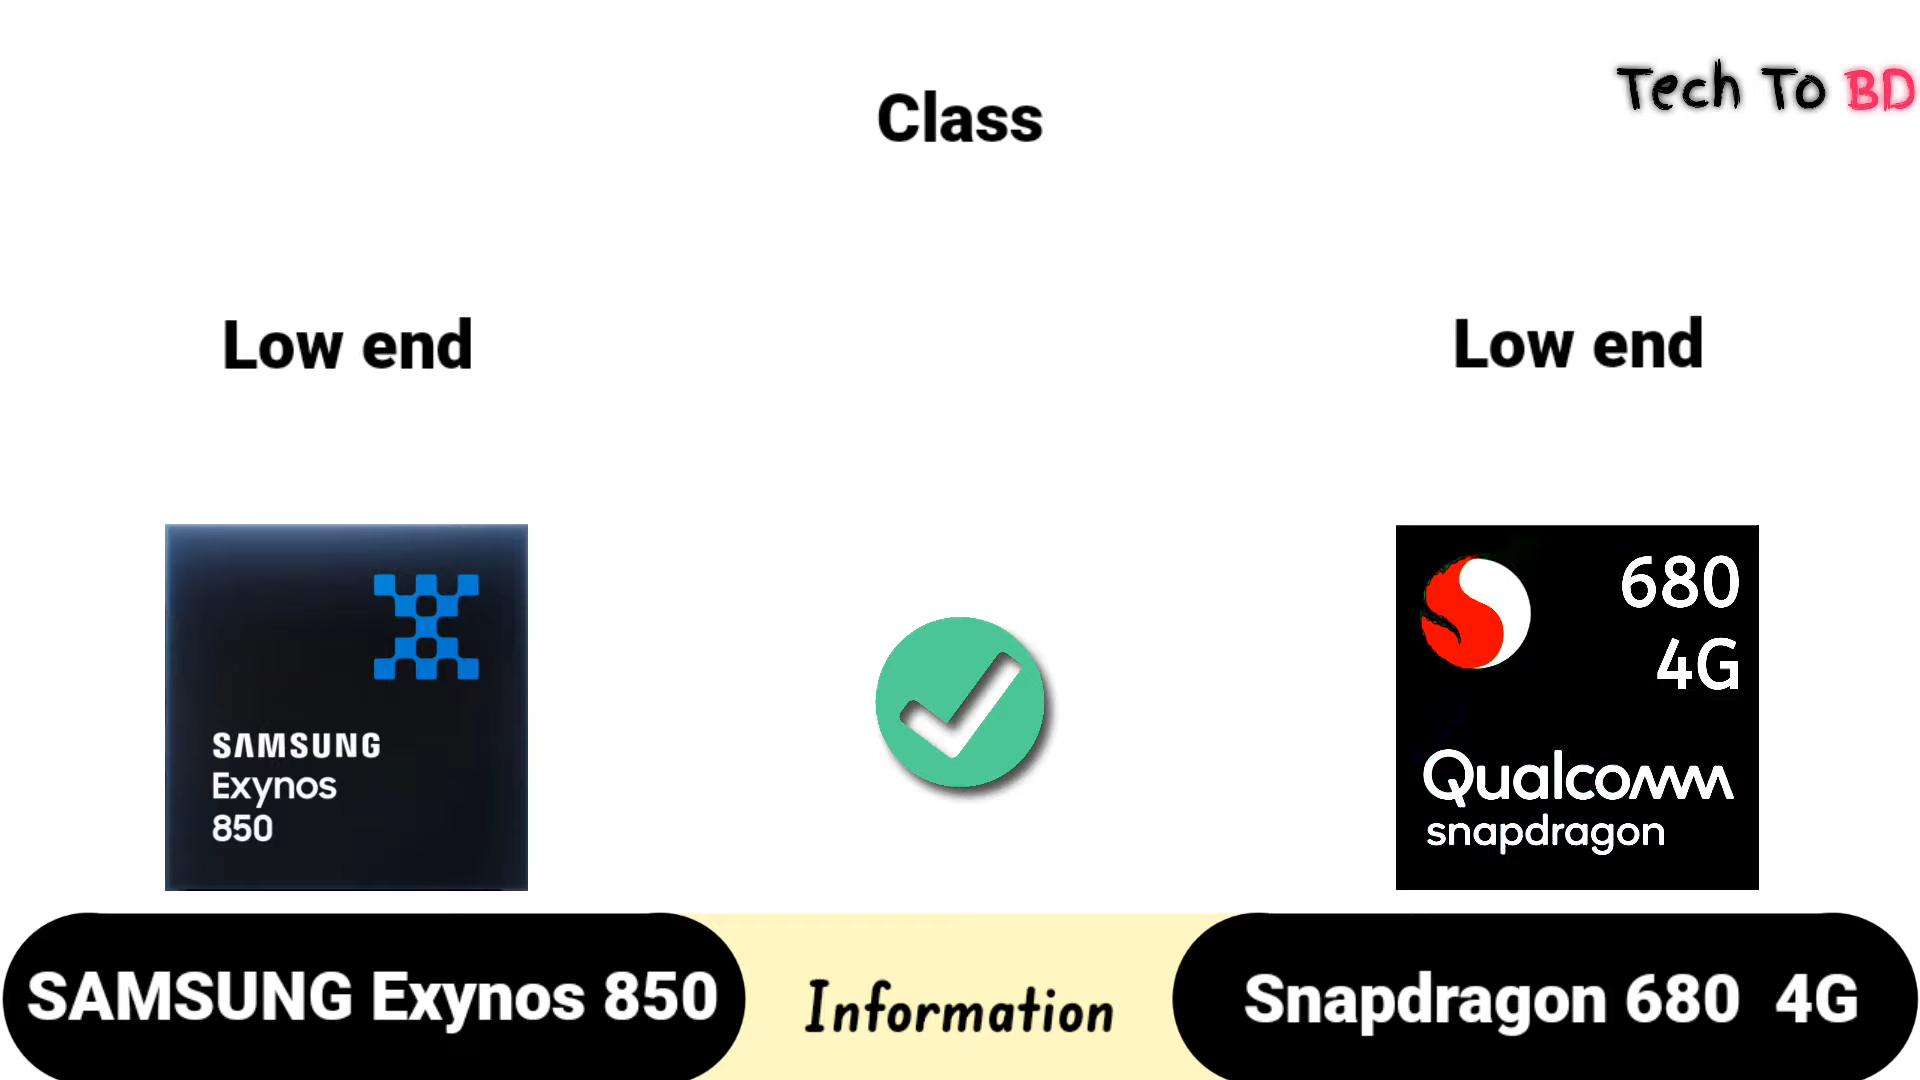 Tech To BD
Class
Low end
Low end
SAMSUNG
Exynos
850
680
4G
Qualcomm
snapdragon
SAMSUNG Exynos 850
Information
Snapdragon 680 4G